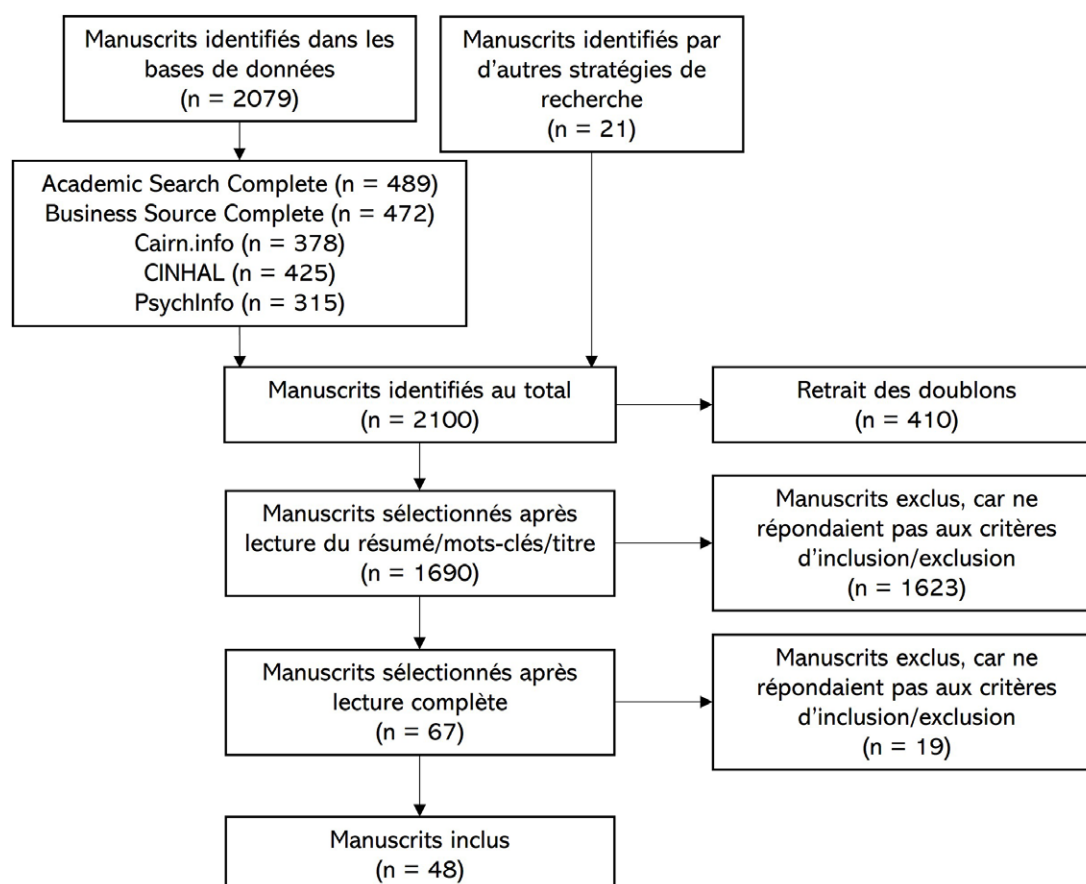 Manuscrits identifiés dans les
bases de données
(n = 2079)
Manuscrits identifiés par
d'autres stratégies de
recherche
(n = 21)
Academic Search Complete (n = 489)
Business Source Complete (n = 472)
Cairn.info (n = 378)
CINHAL (n = 425)
PsychInfo (n = 315)
Manuscrits identifiés au total
(n = 2100)
Retrait des doublons
(n = 410)
Manuscrits sélectionnés après
lecture du résumé/mots-clés/titre
(n = 1690)
Manuscrits exclus, car ne
répondaient pas aux critères
d'inclusion/exclusion
(n = 1623)
Manuscrits sélectionnés après
lecture complète
(n = 67)
Manuscrits exclus, car ne
répondaient pas aux critères
d'inclusion/exclusion
(n = 19)
Manuscrits inclus
(n = 48)